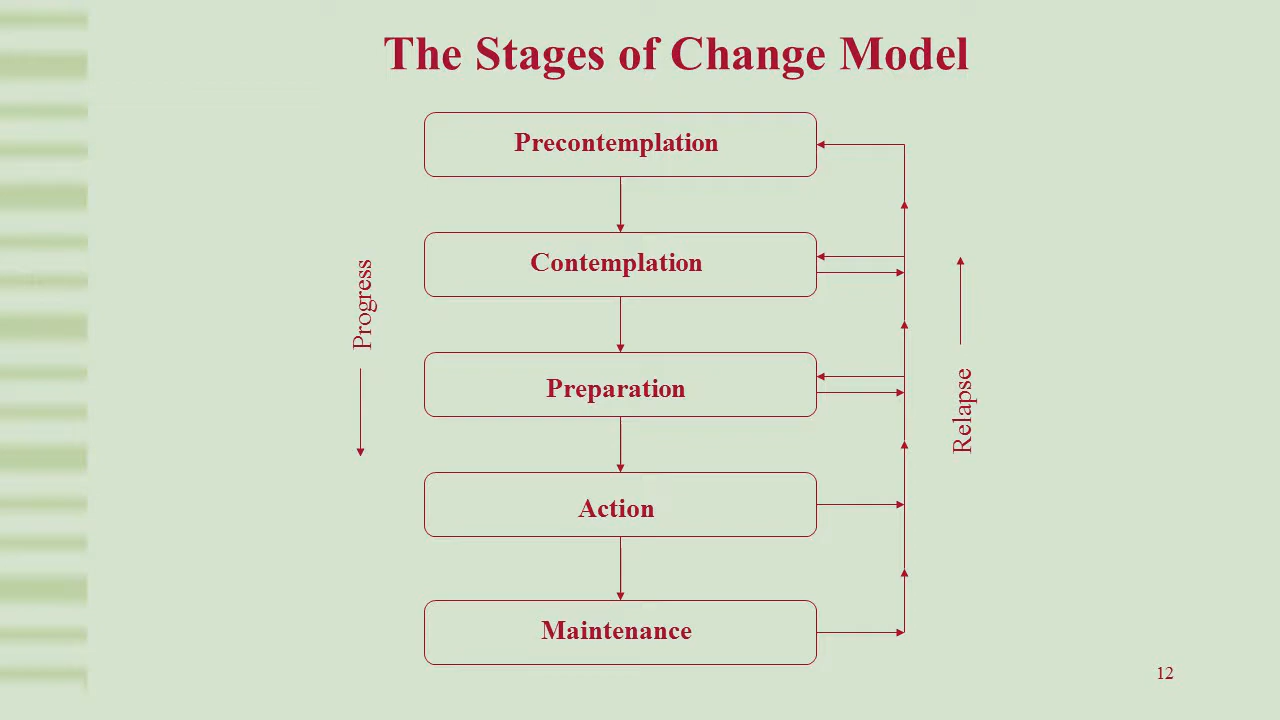 The Stages of Change Model
Precontemplation
Contemplation
Progress
Preparation
Relapse
Action
Maintenance
12